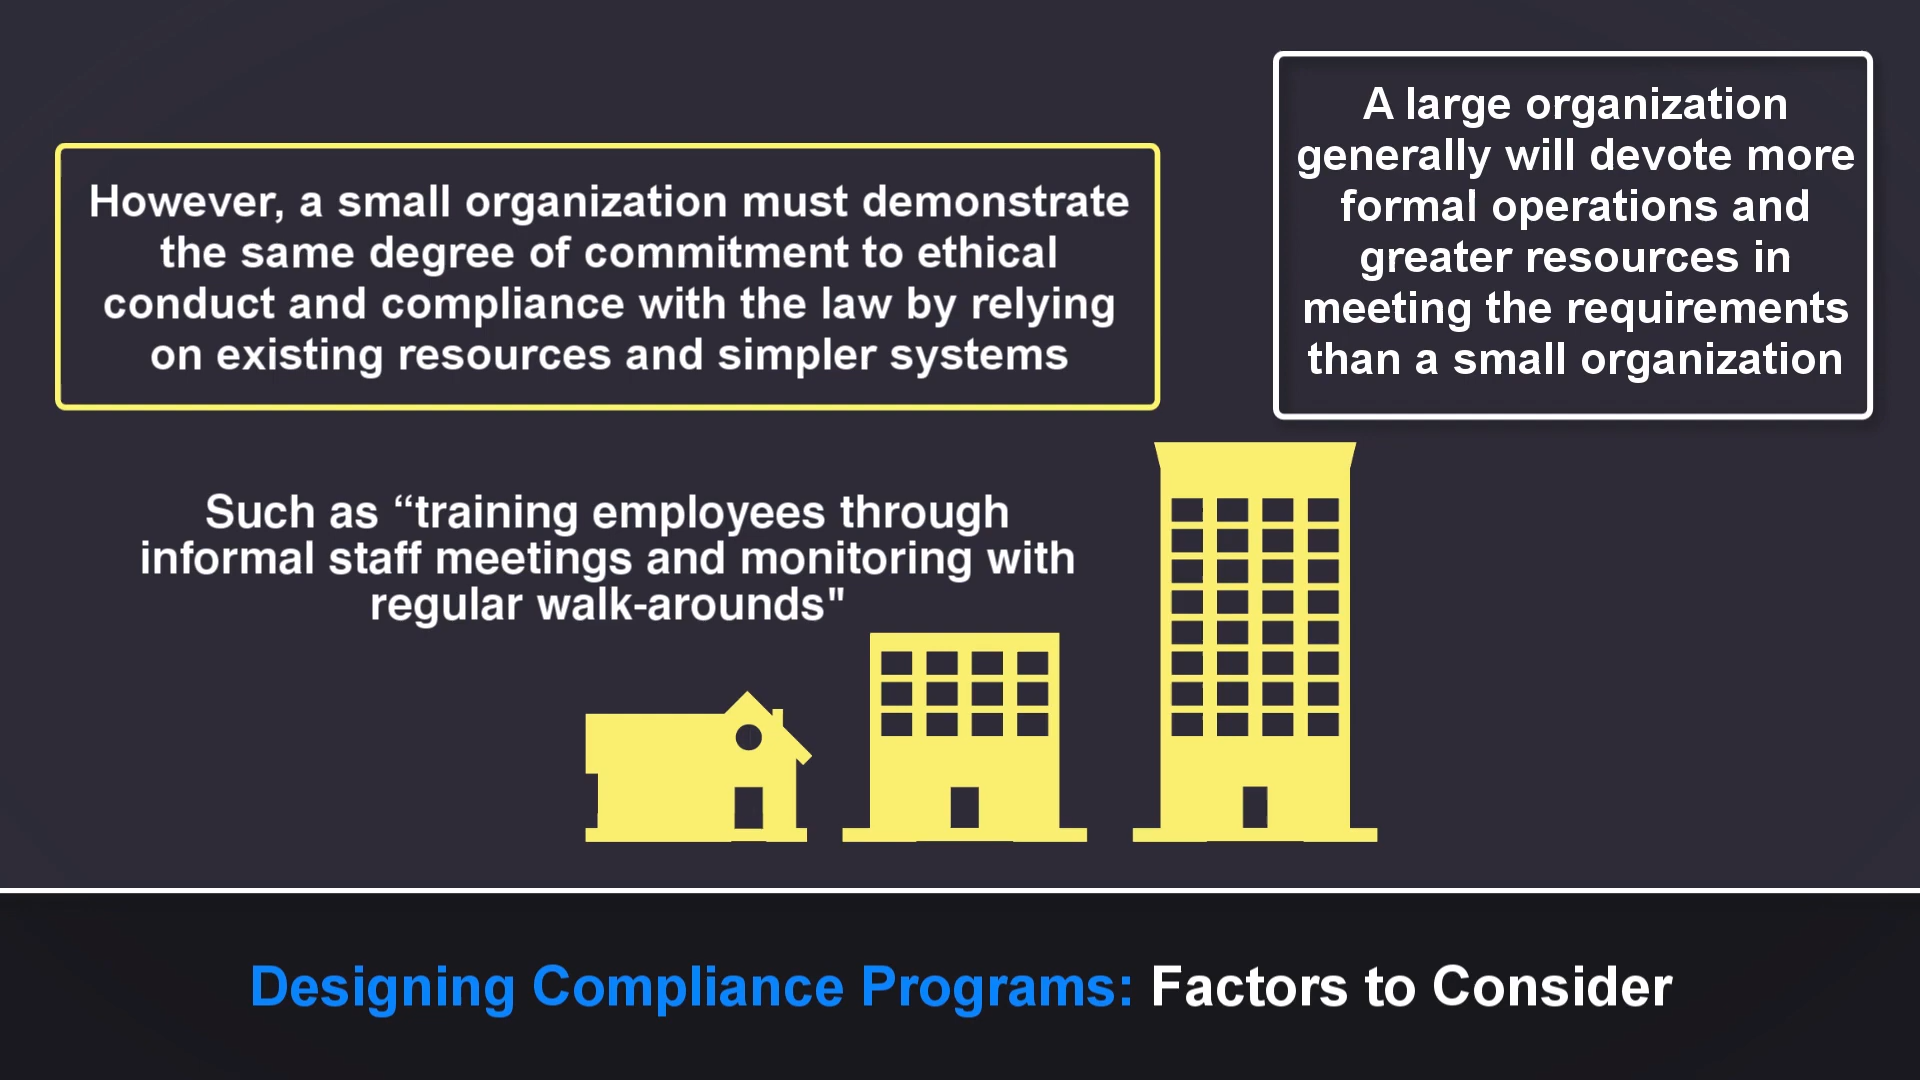 A large organization
generally will devote more
formal operations and
greater resources in
meeting the requirements
than a small organization
However, a small organization must demonstrate
the same degree of commitment to ethical
conduct and compliance with the law by relying
on existing resources and simpler systems
Such as “training employees through
informal staff meetings and monitoring with
regular walk-arounds"
Designing Compliance Programs: Factors to Consider